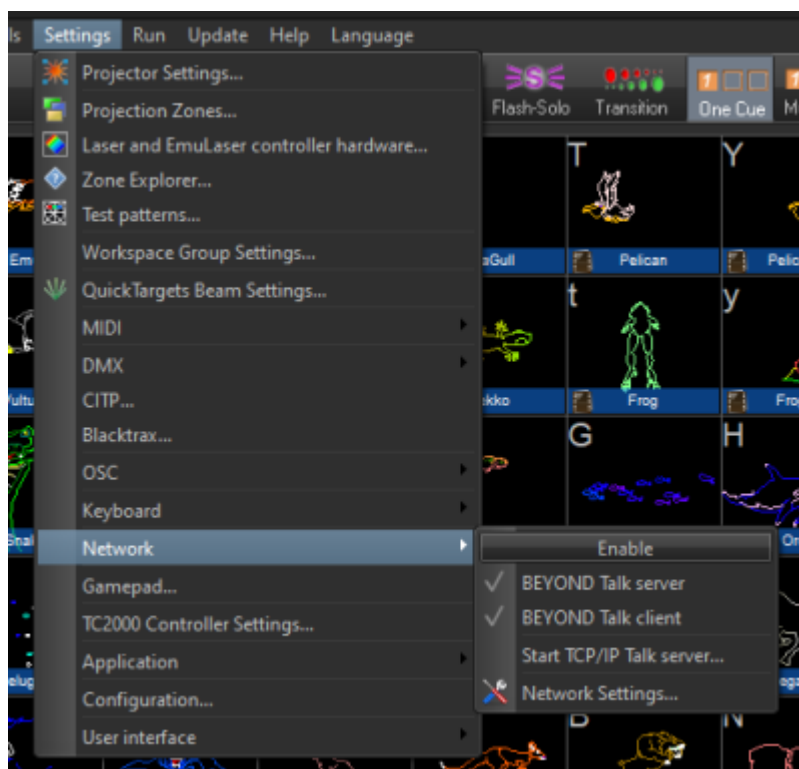 Settings Run Update Help Language
Projector Settings...
Projection Zones...
Laser and EmuLaser controller hardware...
Zone Explorer...
Test patterns...
Workspace Group Settings...
QuickTargets Beam Settings...
MIDI
DMX
CITP...
Blacktrax...
OSC
Keyboard
Network
Gamepad...
TC2000 Controller Settings...
Application
Configuration...
User interface
Enable
BEYOND Talk server
BEYOND Talk client
Start TCP/IP Talk server...
Network Settings...
S
Flash-Solo Transition One Cue
1
T Y
Pelican
t y
Frog
G H
B N